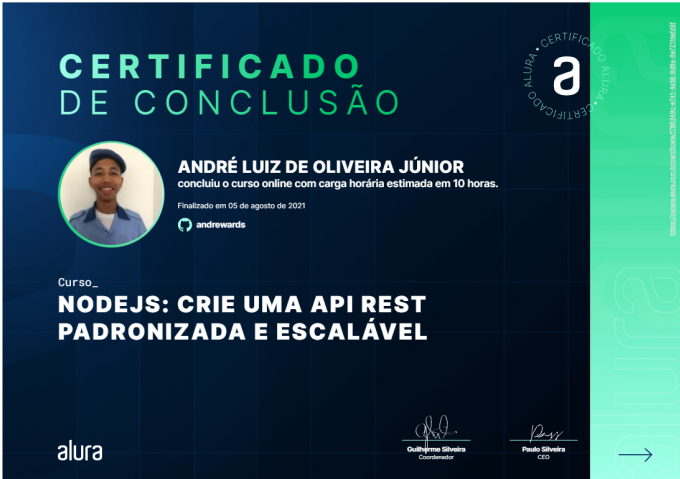 CERTIFICADO
DE CONCLUSÃO
CERTIFICADO ALURA • CERTIFICADO ALURA •
a
ANDRÉ LUIZ DE OLIVEIRA JÚNIOR
concluiu o curso online com carga horária estimada em 10 horas.
Finalizado em 05 de agosto de 2021
andrewards
Curso_
NODEJS: CRIE UMA API REST
PADRONIZADA E ESCALÁVEL
alura
Guilherme Silveira
Coordenador
Paulo Silveira
CEO
alura